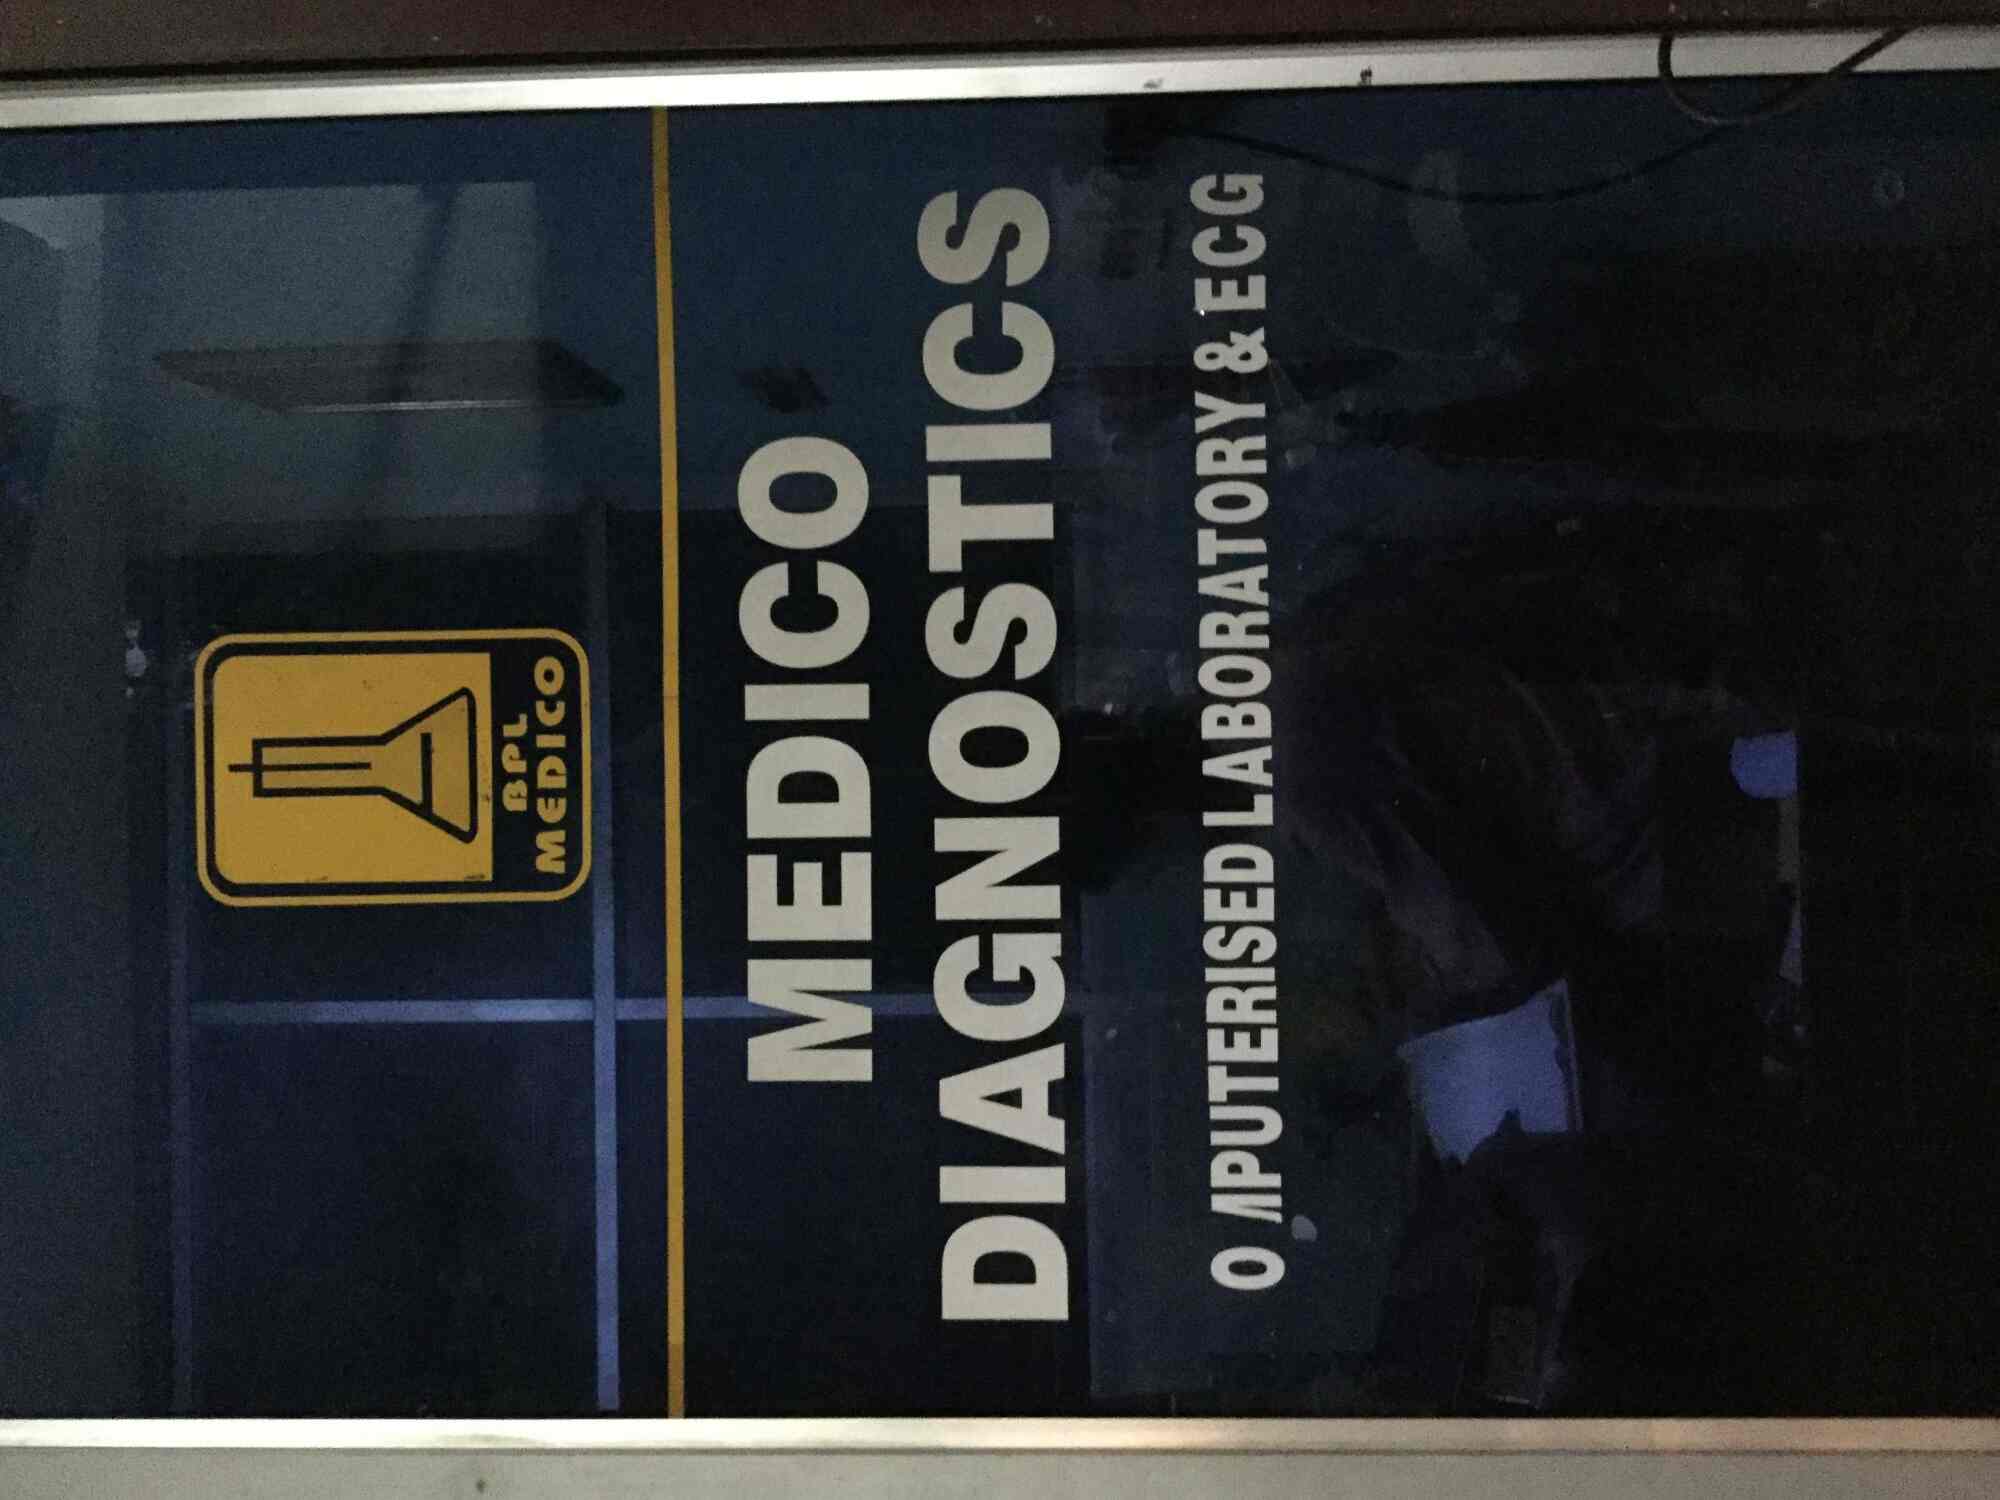 BPL
MEDICO
MEDICO
DIAGNOSTICS
O MPUTERISED LABORATORY & ECG